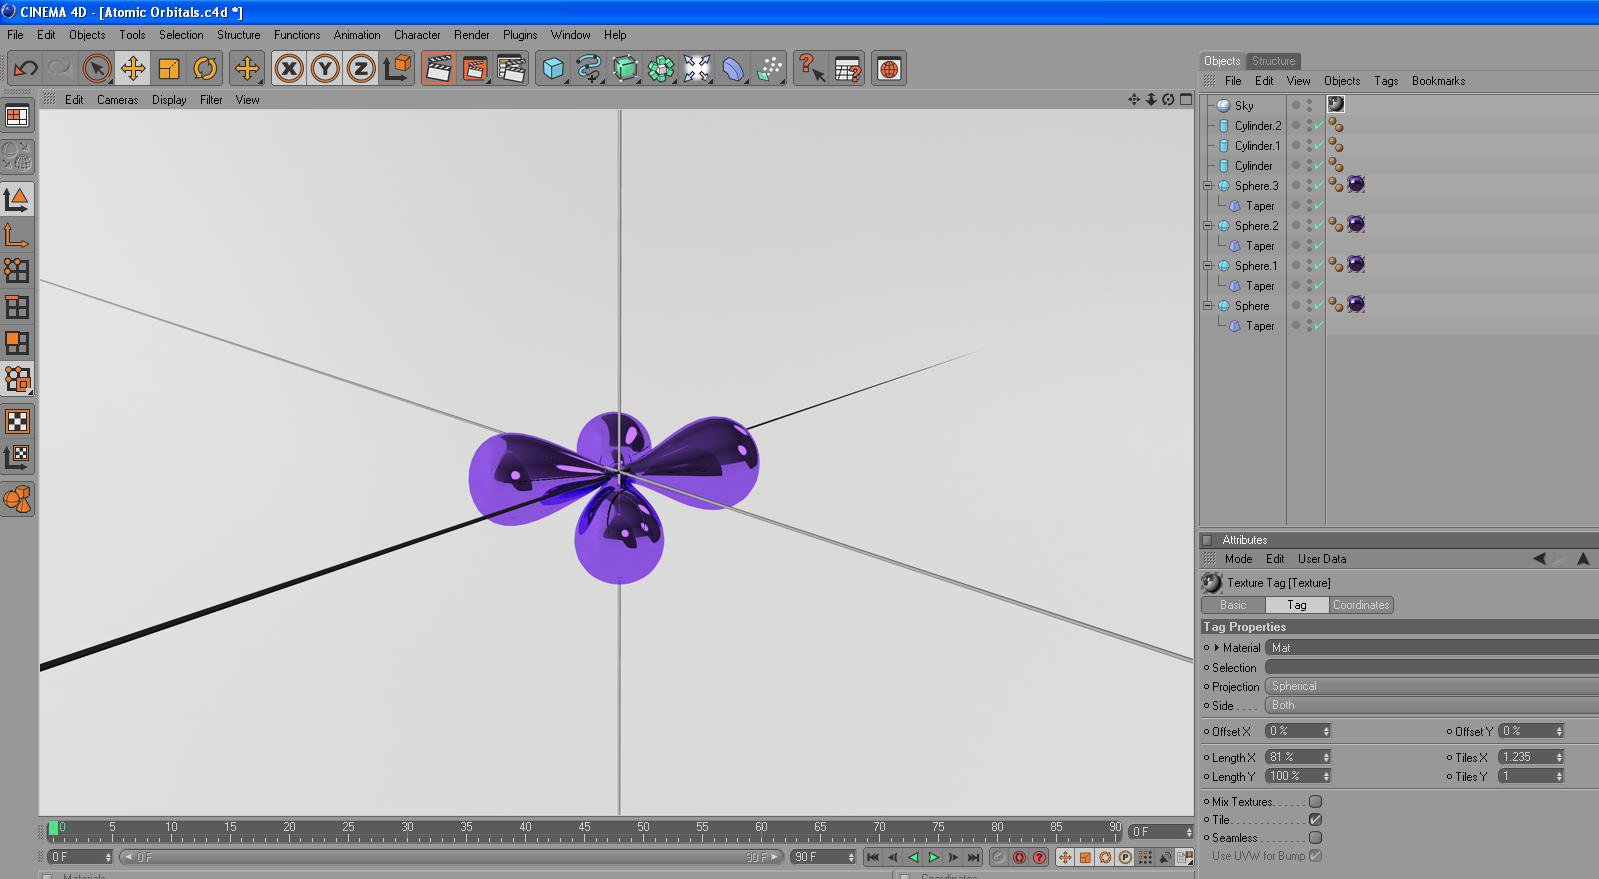 CINEMA 4D - [Atomic Orbitals.c4d *]
File Edit Objects Tools Selection Structure Functions Animation Character Render Plugins Window Help
Objects Structure
File Edit View Objects Tags Bookmarks
Edit Cameras Display Filter View
Sky
Cylinder.2
Cylinder.1
Cylinder
Sphere.3
Taper
Sphere.2
Taper
Sphere.1
Taper
Sphere
Taper
Attributes
Mode Edit User Data
Texture Tag [Texture]
Basic Tag Coordinates
Tag Properties
Material Mat
Selection
Projection Spherical
Side . . . . Both
Offset X 0 % Offset Y 0 %
Length X 81 % Tiles X 1.235
Length Y 100 % Tiles Y 1
Mix Textures. . . . . .
Tile. . . . . . . . . . . . . .
Seamless . . . . . . . .
Use UVW for Bump
0 5 10 15 20 25 30 35 40 45 50 55 60 65 70 75 80 85 90 0 F
0 F 0 F 90 F 90 F
Materials Coordinates